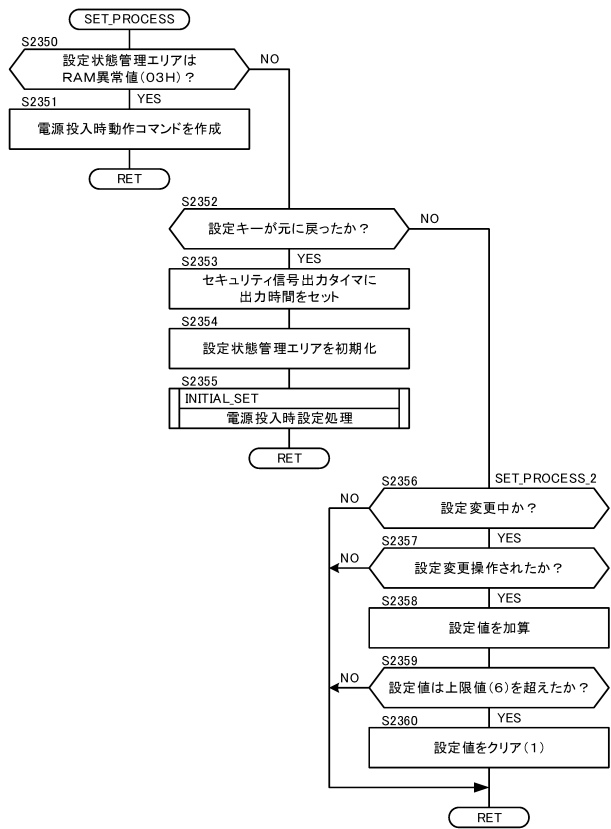 SET_PROCESS
S2350
設定状態管理エリアは
RAM異常値(03H)？
NO
YES
S2351
電源投入時動作コマンドを作成
RET
S2352
設定キーが元に戻ったか？
NO
YES
S2353
セキュリティ信号出力タイマに
出力時間をセット
S2354
設定状態管理エリアを初期化
S2355
INITIAL_SET
電源投入時設定処理
RET
SET_PROCESS_2
S2356
NO
設定変更中か？
YES
S2357
NO
設定変更操作されたか？
YES
S2358
設定値を加算
S2359
NO
設定値は上限値(6)を超えたか？
YES
S2360
設定値をクリア(1)
RET